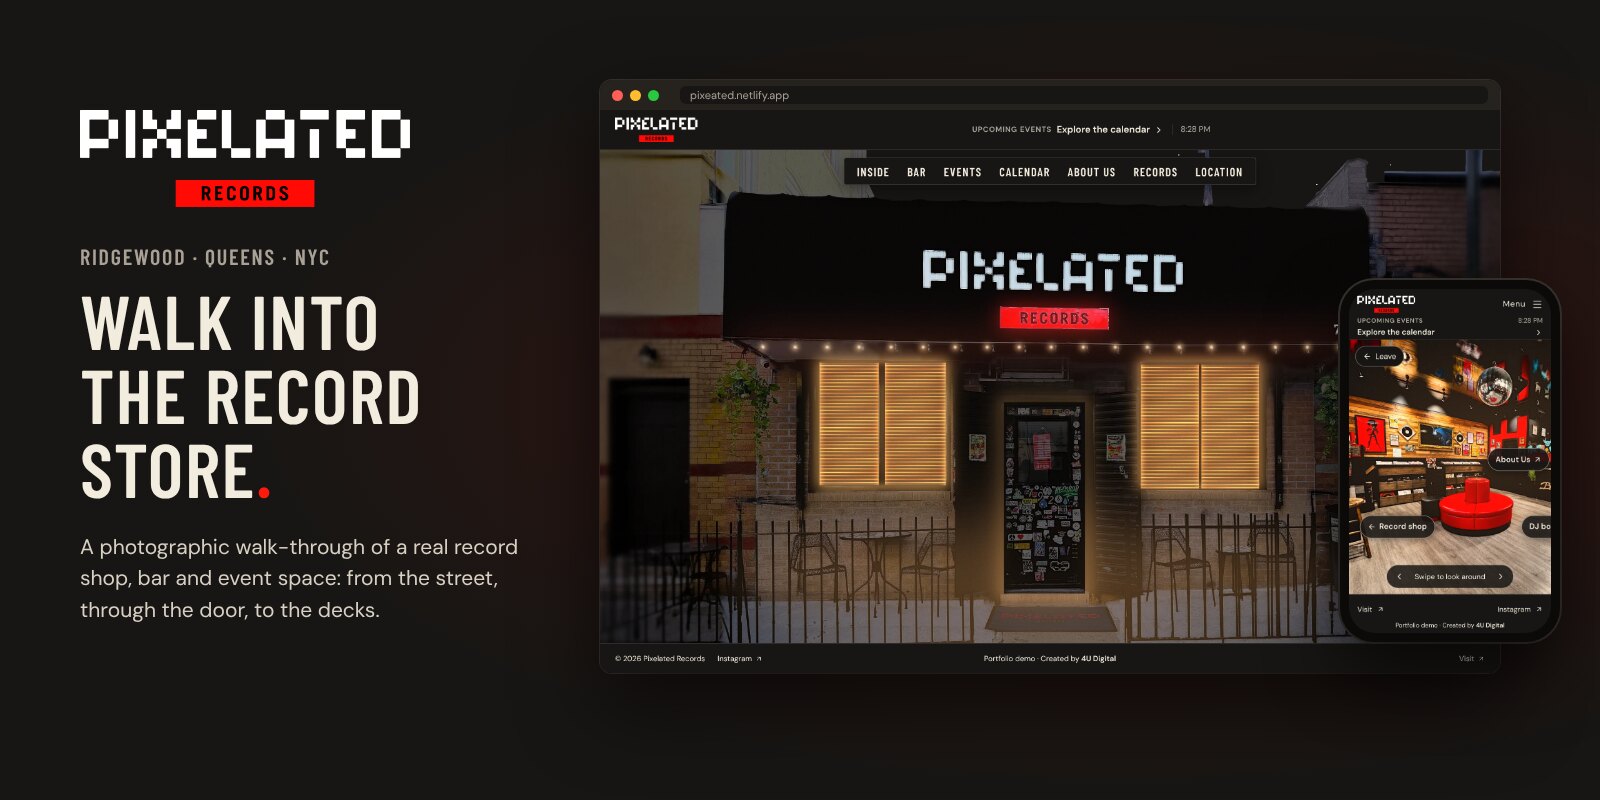 PIXELATED
RECORDS
RIDGEWOOD · QUEENS · NYC
WALK INTO
THE RECORD
STORE.
A photographic walk-through of a real record
shop, bar and event space: from the street,
through the door, to the decks.
pixeated.netlify.app
PIXELATED
RECORDS
UPCOMING EVENTS Explore the calendar 8:28 PM
INSIDE BAR EVENTS CALENDAR ABOUT US RECORDS LOCATION
PIXELATED
RECORDS
© 2026 Pixelated Records Instagram ↗
Portfolio demo · Created by 4U Digital
Visit ↗
PIXELATED
Menu
UPCOMING EVENTS 8:28 PM
Explore the calendar
← Leave
About Us ↗
← Record shop
DJ bo
Swipe to look around
Visit ↗ Instagram ↗
Portfolio demo · Created by 4U Digital